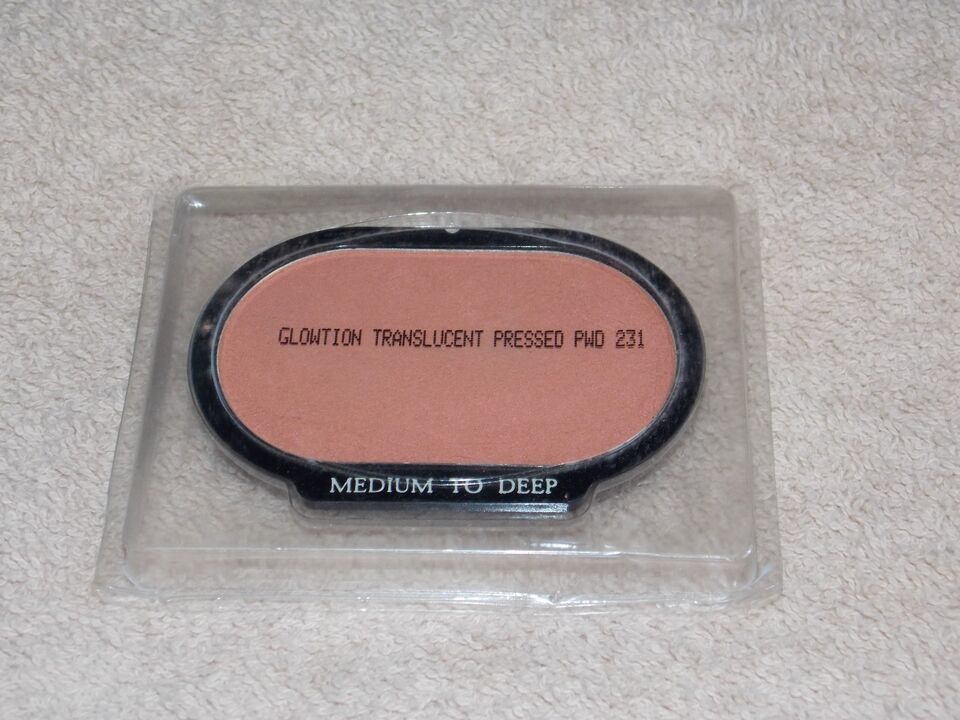 GLOWTION TRANSLUCENT PRESSED PWD 231
MEDIUM TO DEEP